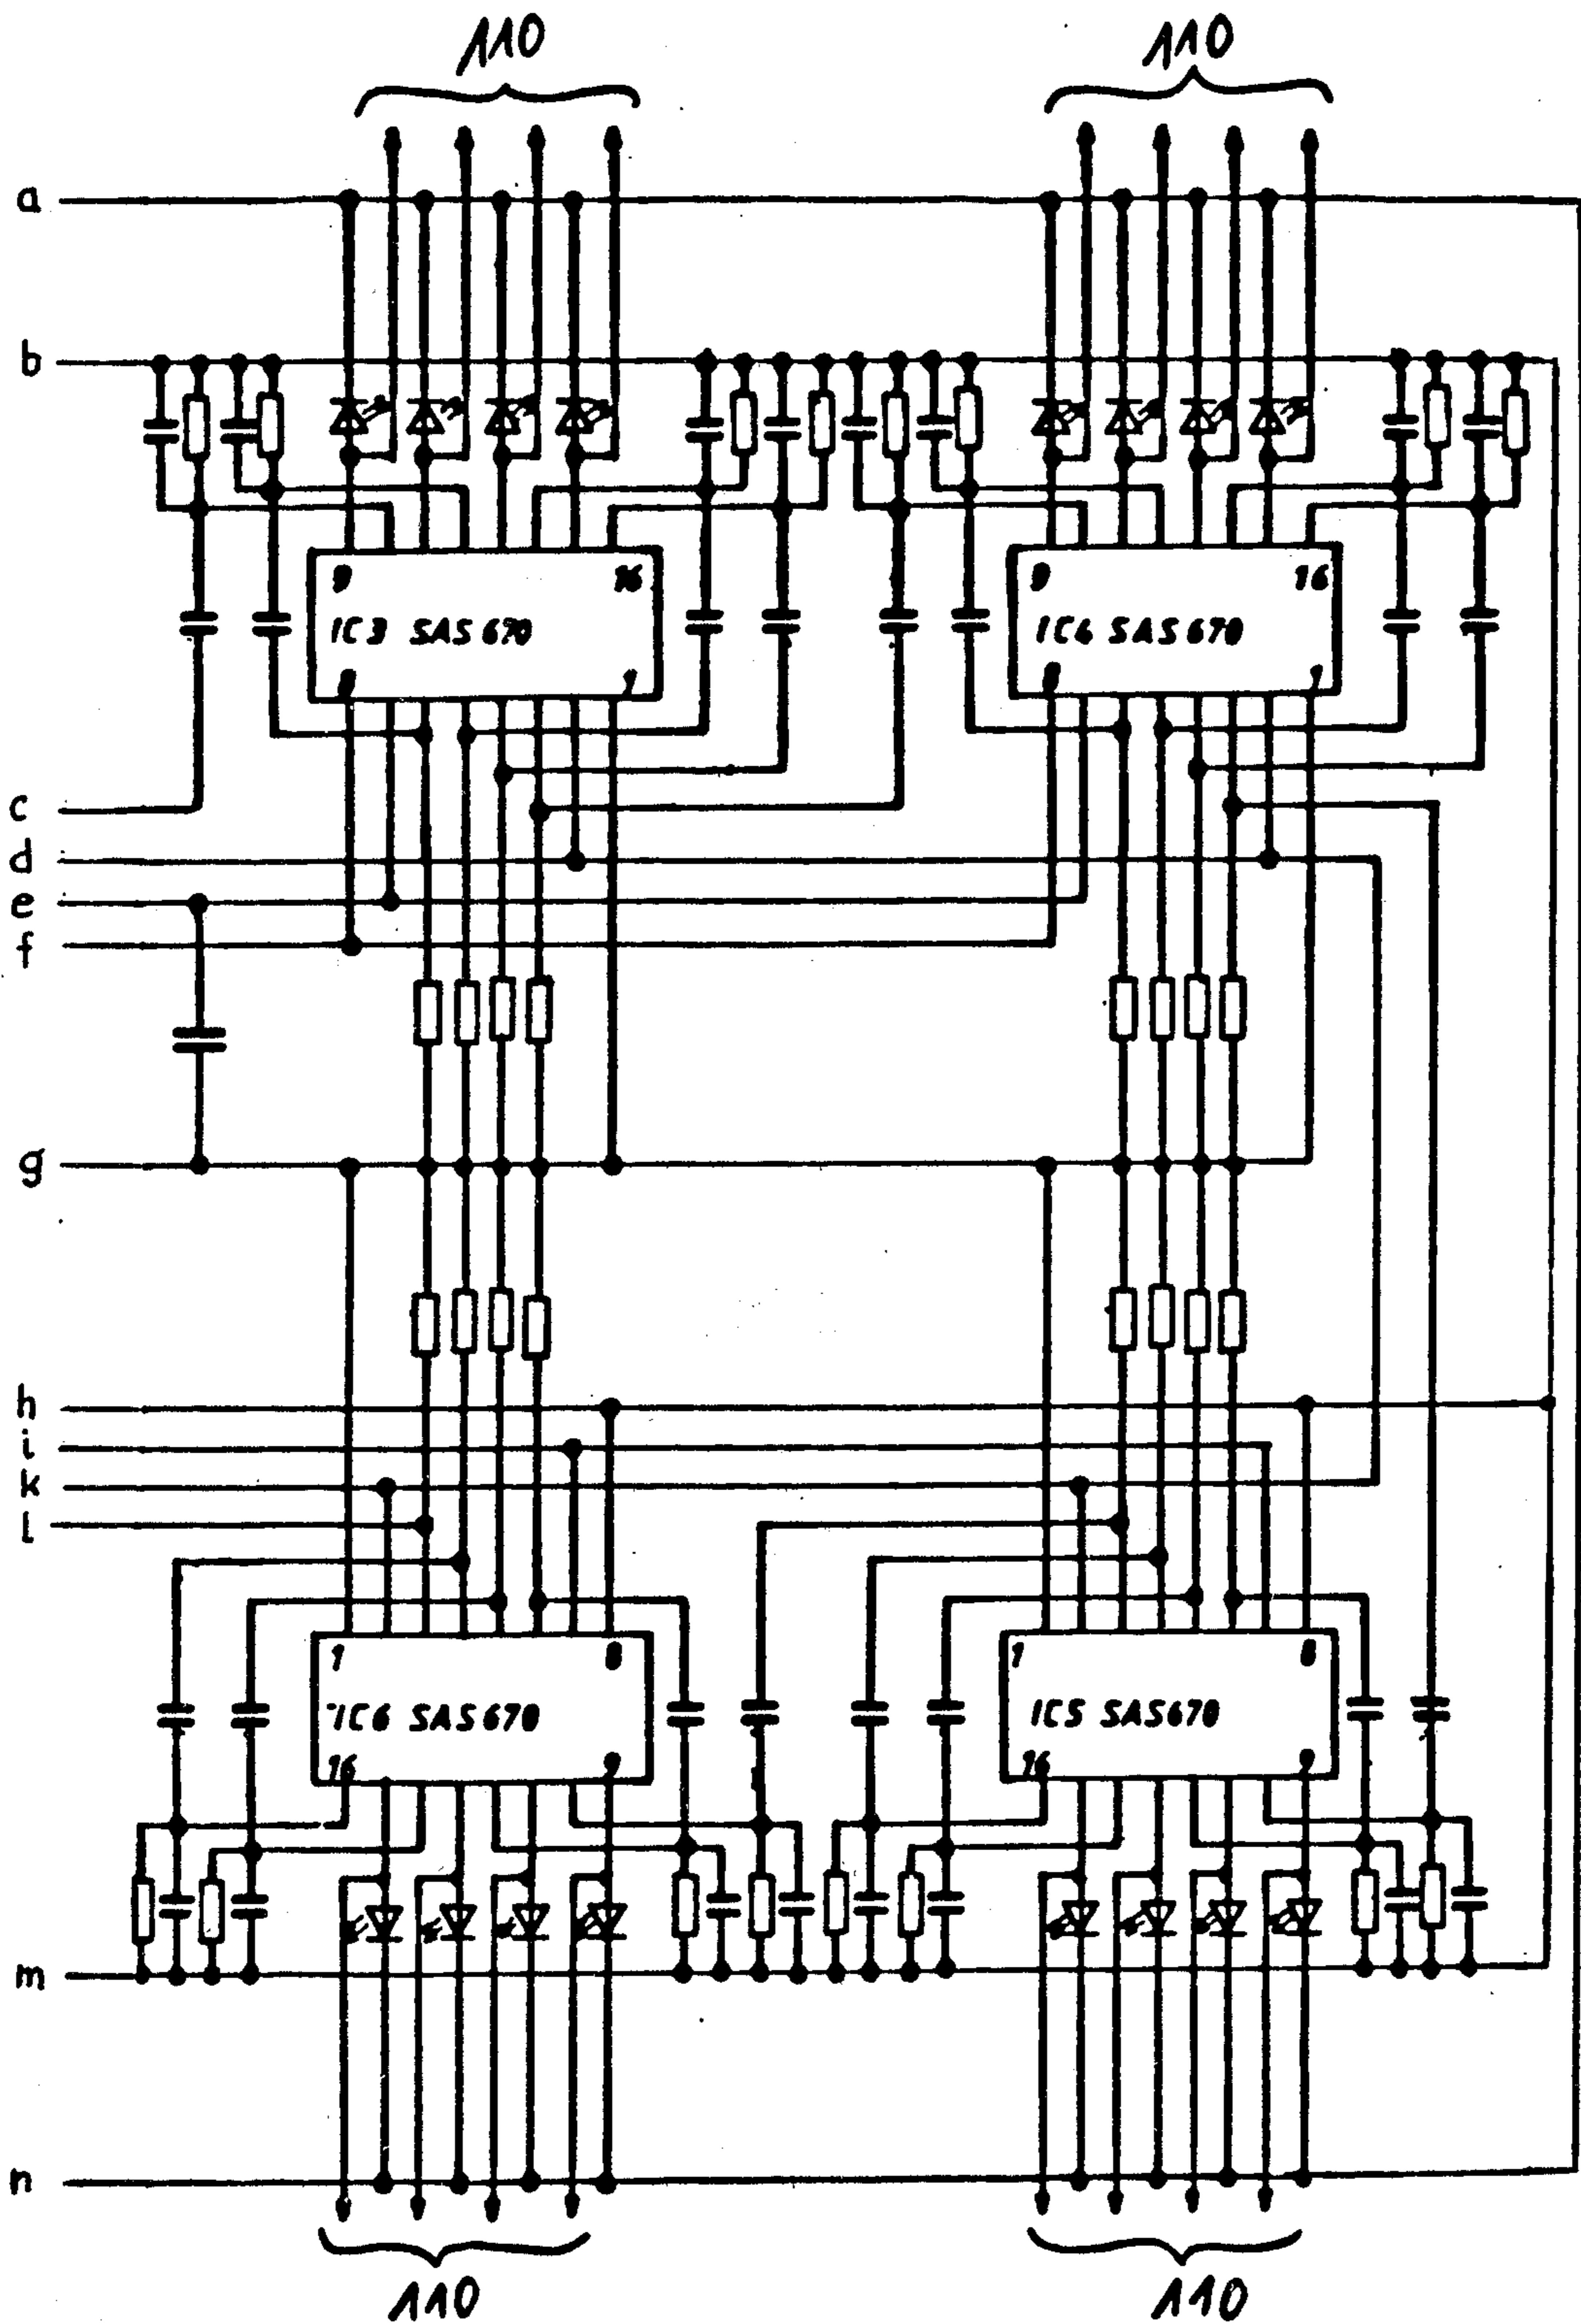 110 110
a
b
9 16 9 16
IC3 SAS670 IC4 SAS670
8 1 8 1
c
d
e
f
g
h
i
k
l
1 8 1 8
IC6 SAS670 IC5 SAS670
16 9 16 9
m
n
110 110